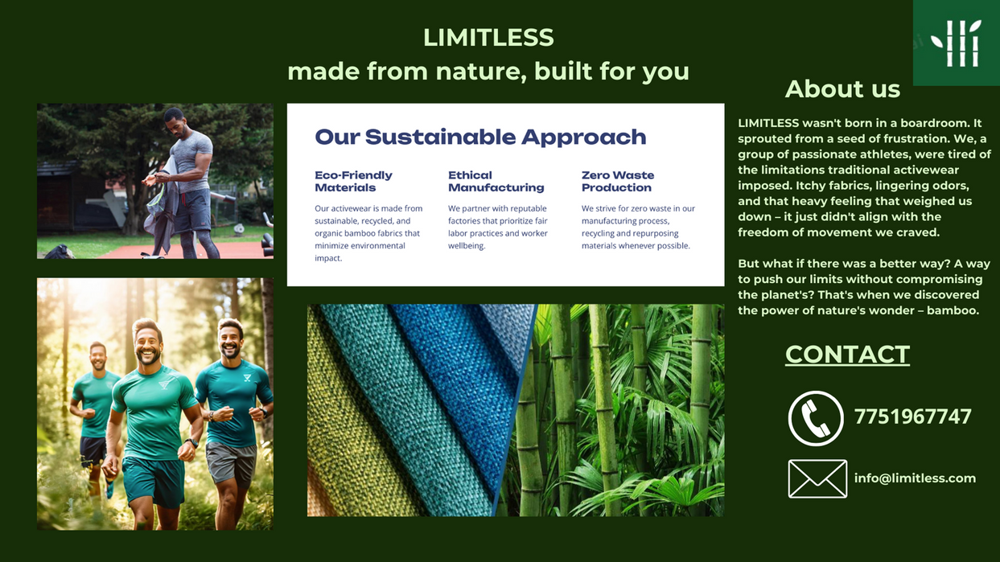 LIMITLESS
made from nature, built for you
Our Sustainable Approach
Eco-Friendly
Materials
Our activewear is made from
sustainable, recycled, and
organic bamboo fabrics that
minimize environmental
impact.
Ethical
Manufacturing
We partner with reputable
factories that prioritize fair
labor practices and worker
wellbeing.
Zero Waste
Production
We strive for zero waste in our
manufacturing process,
recycling and repurposing
materials whenever possible.
About us
LIMITLESS wasn't born in a boardroom. It
sprouted from a seed of frustration. We, a
group of passionate athletes, were tired of
the limitations traditional activewear
imposed. Itchy fabrics, lingering odors,
and that heavy feeling that weighed us
down – it just didn't align with the
freedom of movement we craved.
But what if there was a better way? A way
to push our limits without compromising
the planet's? That's when we discovered
the power of nature's wonder – bamboo.
CONTACT
7751967747
info@limitless.com